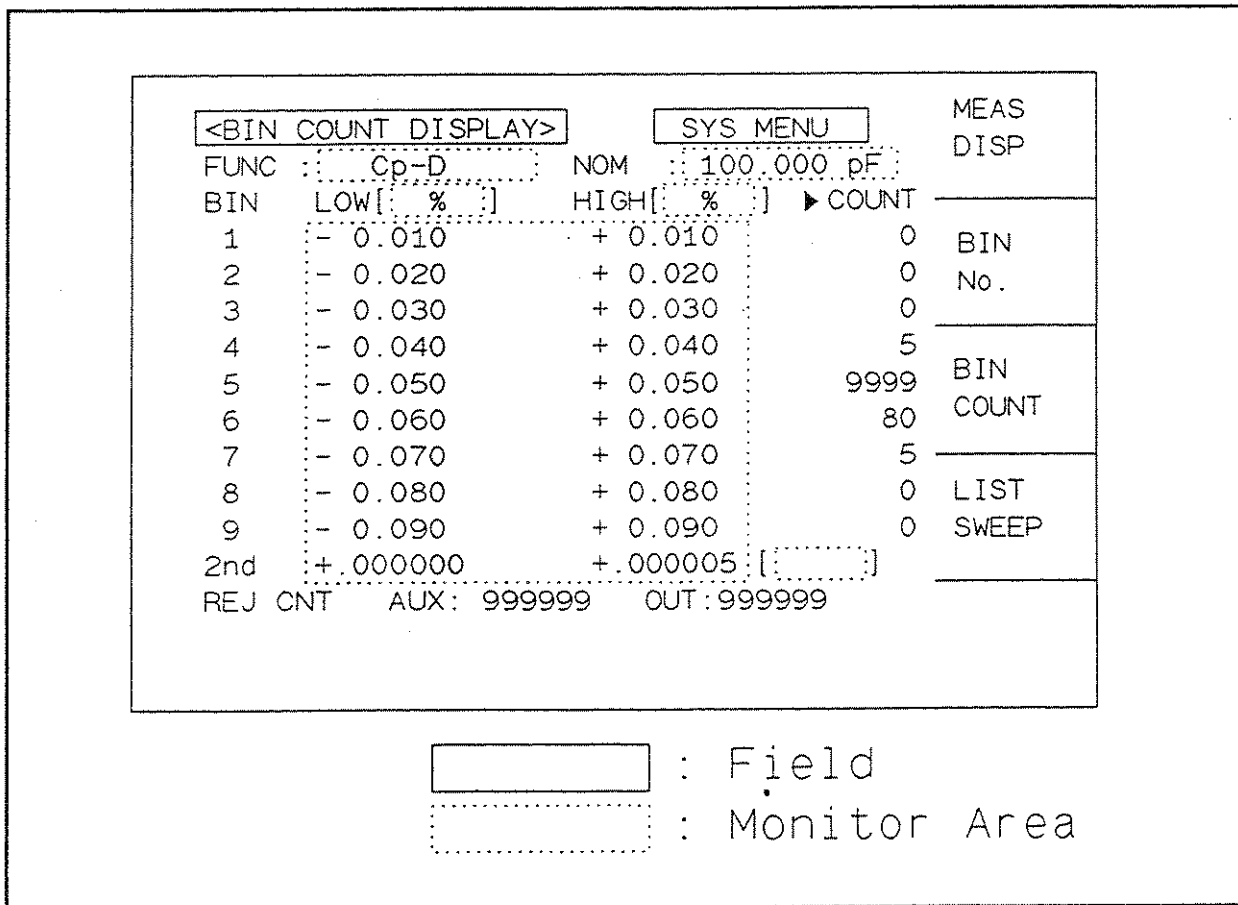 <BIN COUNT DISPLAY> SYS MENU
FUNC : Cp-D NOM : 100.000 pF
BIN LOW[ % ] HIGH[ % ] ▶COUNT
1 - 0.010 + 0.010 0
2 - 0.020 + 0.020 0
3 - 0.030 + 0.030 0
4 - 0.040 + 0.040 5
5 - 0.050 + 0.050 9999
6 - 0.060 + 0.060 80
7 - 0.070 + 0.070 5
8 - 0.080 + 0.080 0
9 - 0.090 + 0.090 0
2nd +.000000 +.000005 [ ]
REJ CNT AUX: 999999 OUT:999999
MEAS
DISP
BIN
No.
BIN
COUNT
LIST
SWEEP
: Field
: Monitor Area